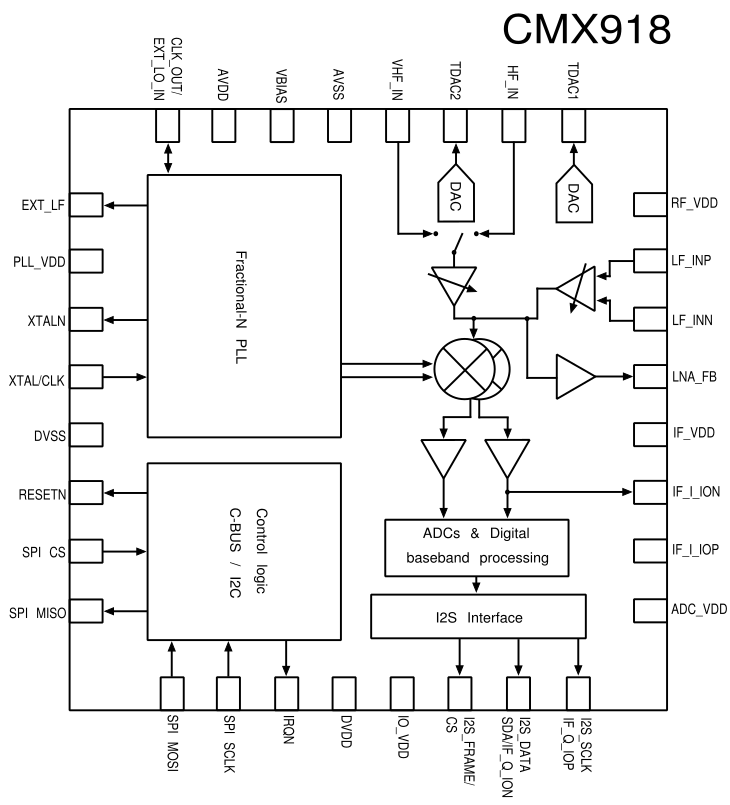 CMX918
CLK_OUT/
EXT_LO_IN
AVDD
VBIAS
AVSS
VHF_IN
TDAC2
HF_IN
TDAC1
EXT_LF
PLL_VDD
XTALN
XTAL/CLK
DVSS
RESETN
SPI CS
SPI MISO
Fractional-N PLL
DAC
DAC
RF_VDD
LF_INP
LF_INN
LNA_FB
IF_VDD
IF_I_ION
IF_I_IOP
ADC_VDD
Control logic
C-BUS / I2C
ADCs & Digital
baseband processing
I2S Interface
SPI MOSI
SPI SCLK
IRQN
DVDD
IO_VDD
I2S_FRAME/
CS
I2S_DATA
SDA/IF_Q_ION
I2S_SCLK
IF_Q_IOP